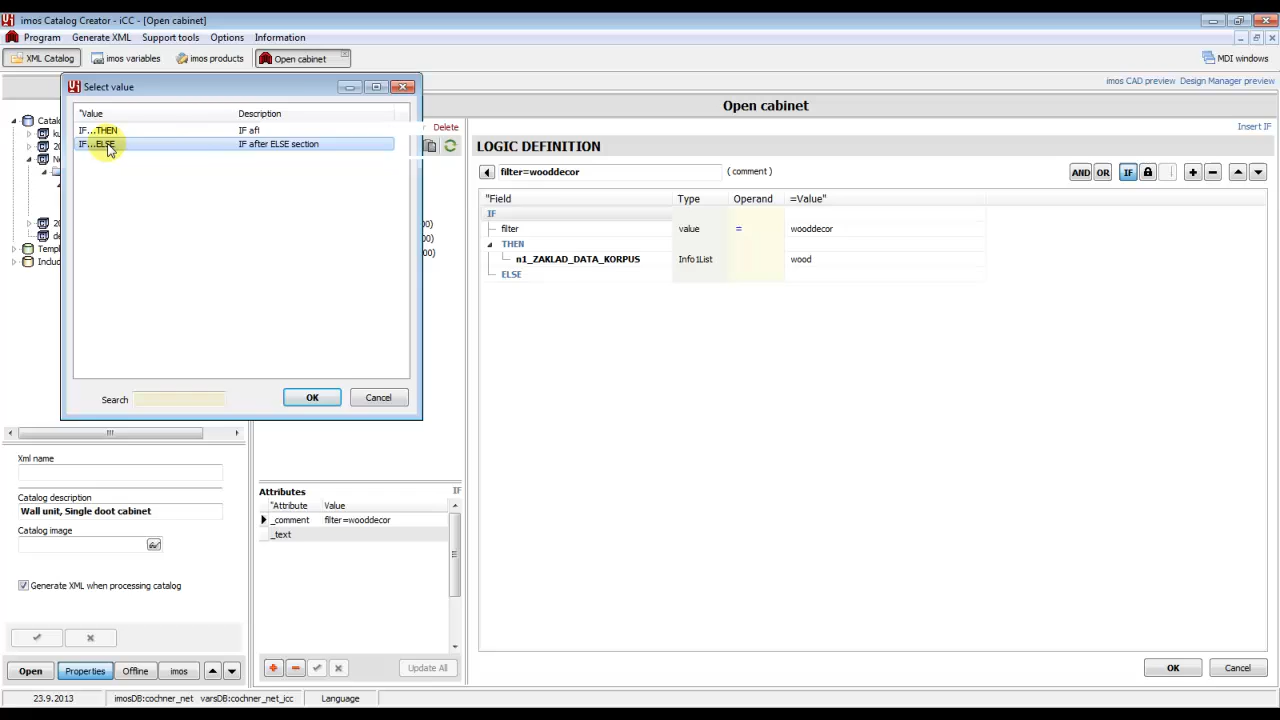 imos Catalog Creator - iCC - [Open cabinet]
Program Generate XML Support tools Options Information
XML Catalog imos variables imos products Open cabinet MDI windows
imos CAD preview Design Manager preview
Select value
"Value Description
IF...THEN IF aft
IF...ELSE IF after ELSE section
Search OK Cancel
Catalo
Templ
Includ
Delete
Open cabinet
Insert IF
LOGIC DEFINITION
filter=wooddecor ( comment ) AND OR IF
"Field Type Operand =Value"
IF
filter value = wooddecor
THEN
n1_ZAKLAD_DATA_KORPUS Info1List wood
ELSE
Xml name
Catalog description
Wall unit, Single doot cabinet
Catalog image
Generate XML when processing catalog
Open Properties Offline imos
Attributes IF
"Attribute Value
_comment filter=wooddecor
_text
Update All
OK Cancel
23.9.2013 imosDB:cochner_net varsDB:cochner_net_icc Language